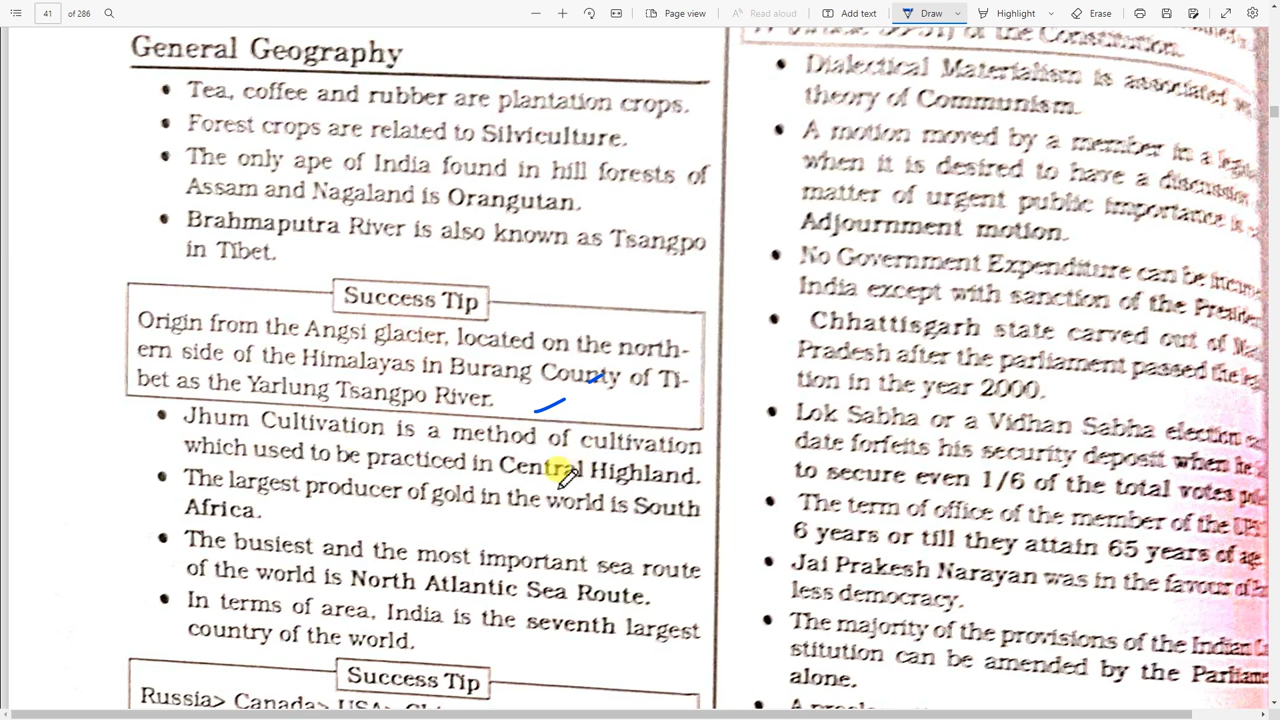 41
of 286
Page view
Read aloud
Add text
Draw
Highlight
Erase
General Geography
• Tea, coffee and rubber are plantation crops.
• Forest crops are related to Silviculture.
• The only ape of India found in hill forests of
Assam and Nagaland is Orangutan.
• Brahmaputra River is also known as Tsangpo
in Tibet.
Success Tip
Origin from the Angsi glacier, located on the north-
ern side of the Himalayas in Burang County of Ti-
bet as the Yarlung Tsangpo River.
• Jhum Cultivation is a method of cultivation
which used to be practiced in Central Highland.
• The largest producer of gold in the world is South
Africa.
• The busiest and the most important sea route
of the world is North Atlantic Sea Route.
• In terms of area, India is the seventh largest
country of the world.
Success Tip
Russia> Canada> USA>
of the Constitution.
• Dialectical Materialism is associated
theory of Communism.
• A motion moved by a member in a
when it is desired to have a discussion
matter of urgent public importance is
Adjournment motion.
• No Government Expenditure can be
India except with sanction of the
• Chhattisgarh state carved out of
Pradesh after the parliament passed the
tion in the year 2000.
• Lok Sabha or a Vidhan Sabha election
date forfeits his security deposit when he
to secure even 1/6 of the total votes
• The term of office of the member of the
6 years or till they attain 65 years of age
• Jai Prakesh Narayan was in the favour of
less democracy.
• The majority of the provisions of the Indian
stitution can be amended by the
alone.